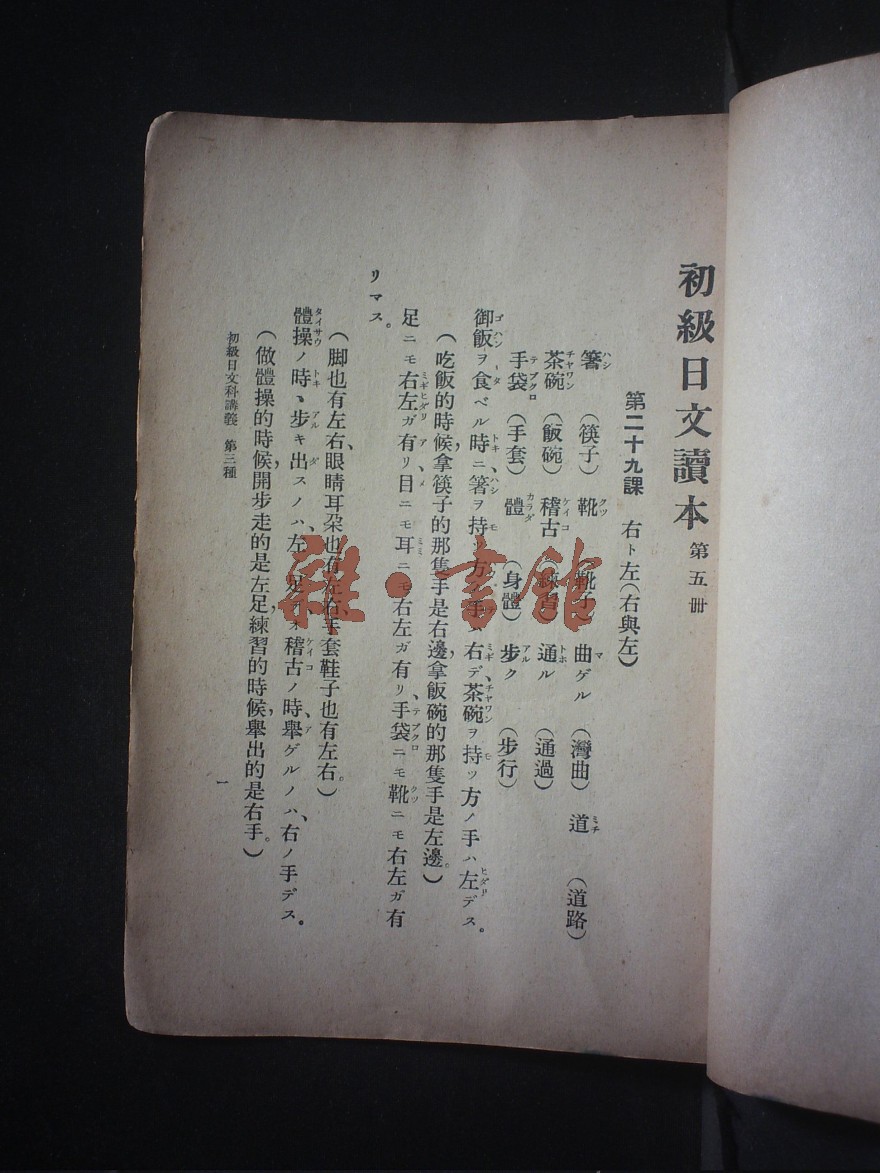 初級日文讀本 第五册
第二十九課 右ト左(右與左)
箸(筷子) 靴(靴子) 曲ゲル(灣曲) 道(道路)
茶碗(飯碗) 稽古(練習) 通ル(通過)
手袋(手套) 體(身體) 步ク(步行)
御飯ヲ食ベル時ニ、箸ヲ持ツ方ノ手ハ右デ、茶碗ヲ持ツ方ノ手ハ左デス。
(吃飯的時候,拿筷子的那隻手是右邊,拿飯碗的那隻手是左邊。)
足ニモ右左ガ有リ、目ニモ耳ニモ右左ガ有リ、手袋ニモ靴ニモ右左ガ有
リマス。
(脚也有左右、眼睛耳朶也有左右、手套鞋子也有左右。)
體操ノ時、步キ出スノハ、左ノ足デ、稽古ノ時、舉ゲルノハ、右ノ手デス。
(做體操的時候,開步走的是左足,練習的時候,舉出的是右手。)
初級日文科講義 第三種
一
雜·書館